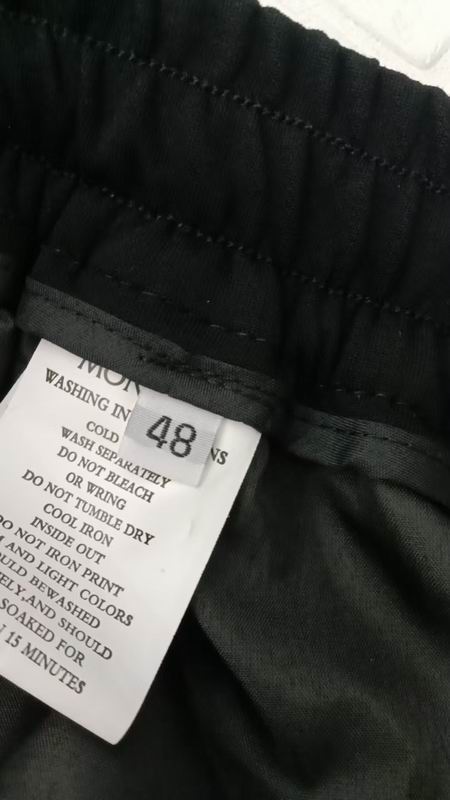 MON
WASHING IN NS
48
COLD
WASH SEPARATELY
DO NOT BLEACH
OR WRING
DO NOT TUMBLE DRY
COOL IRON
INSIDE OUT
DO NOT IRON PRINT
AND LIGHT COLORS
ULD BEWASHED
ELY,AND SHOULD
SOAKED FOR
15 MINUTES